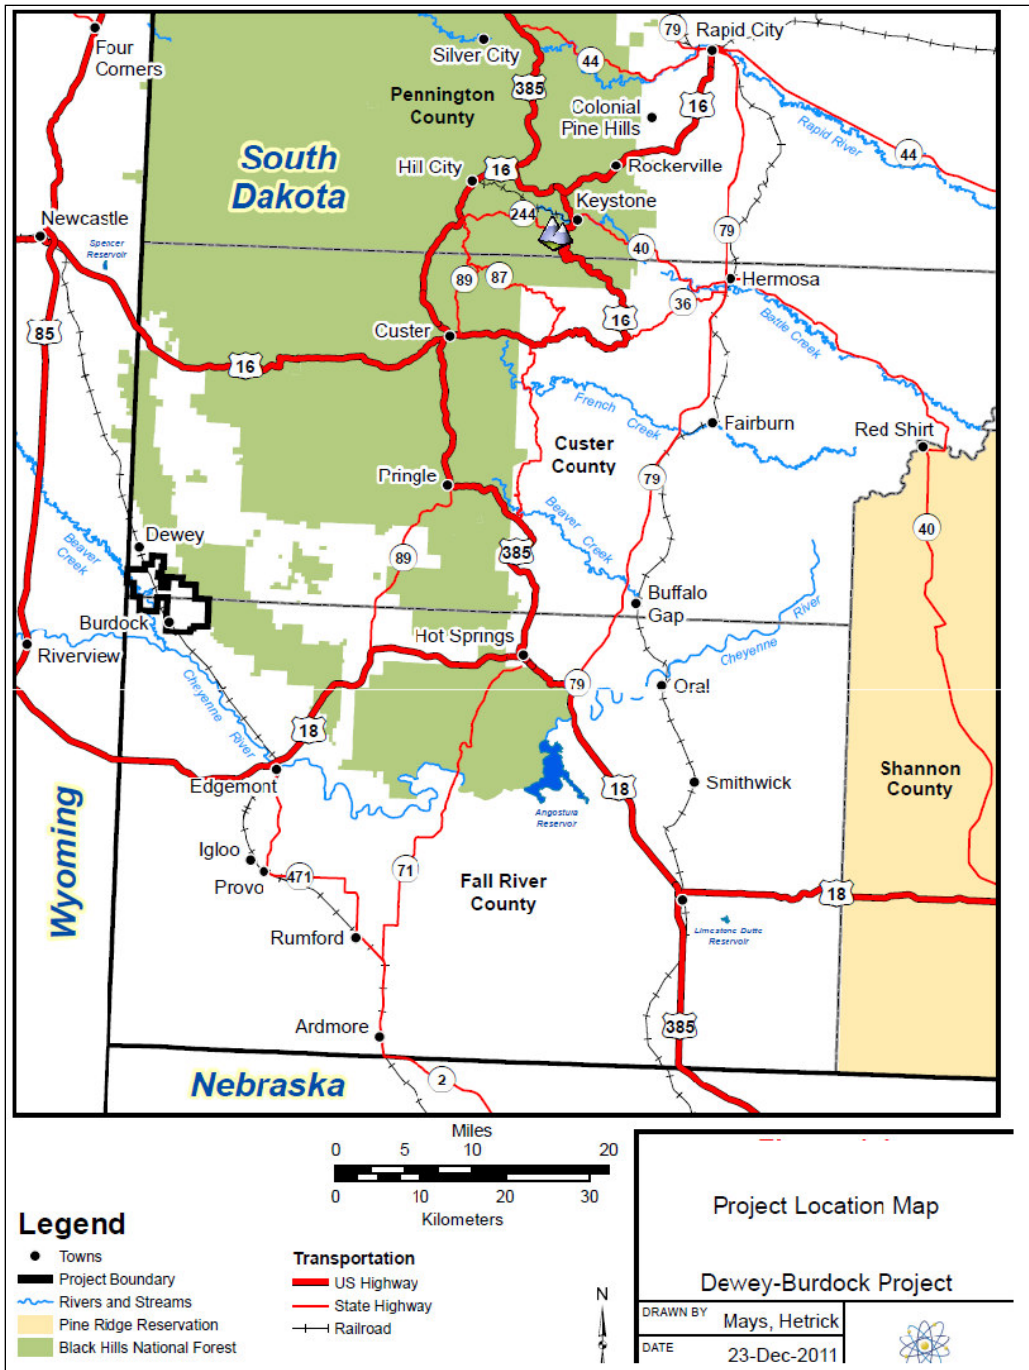 Four
Corners
Silver City
Rapid City
79
44
385
Pennington
County
16
Colonial
Pine Hills
Rapid River
44
South
Dakota
Hill City
16
Rockerville
Keystone
244
Newcastle
Spencer
Reservoir
40
79
Hermosa
89
87
36
85
Custer
16
Battle Creek
16
French Creek
Fairburn
Custer
County
Red Shirt
Pringle
79
Beaver
Creek
40
Dewey
89
385
Beaver
Creek
Buffalo
Gap
Burdock
River
Hot Springs
Riverview
Cheyenne
79
Oral
Cheyenne
River
18
Edgemont
18
Smithwick
Shannon
County
Angostura
Reservoir
Wyoming
Igloo
Provo
471
71
Fall River
County
18
Rumford
Reservoir
Ardmore
385
Nebraska
2
Miles
0 5 10 20
0 10 20 30
Kilometers
Legend
Towns
Project Boundary
Rivers and Streams
Pine Ridge Reservation
Black Hills National Forest
Transportation
US Highway
State Highway
Railroad
N
Project Location Map
Dewey-Burdock Project
DRAWN BY Mays, Hetrick
DATE 23-Dec-2011